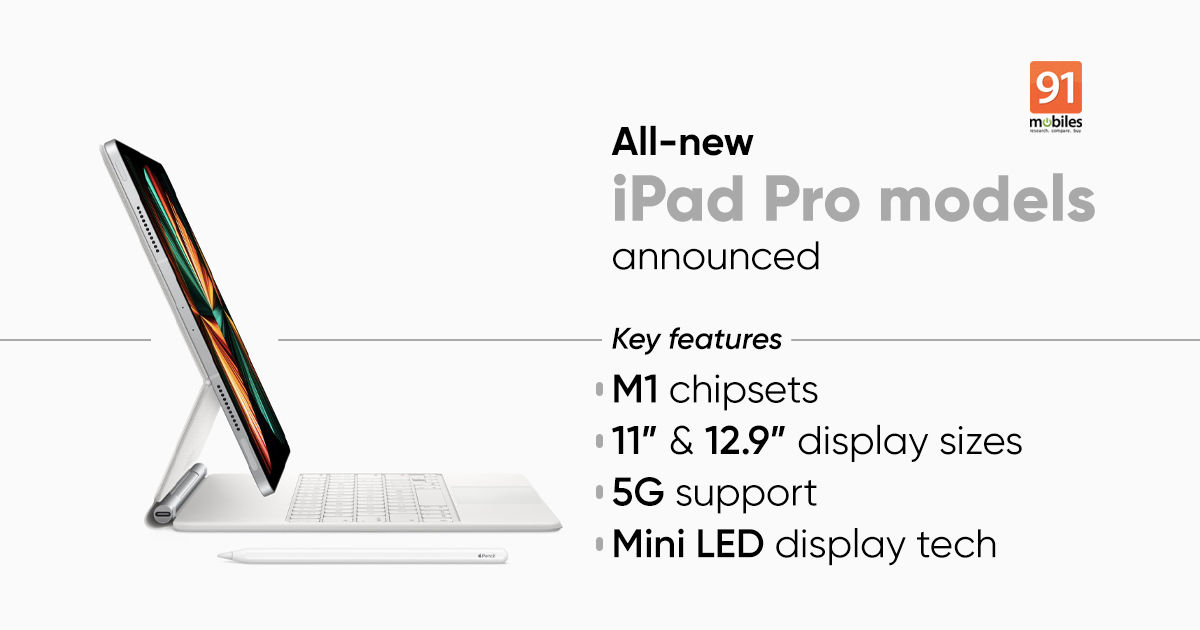 91
mobiles
research. compare. buy
All-new
iPad Pro models
announced
Key features
M1 chipsets
11” & 12.9” display sizes
5G support
Mini LED display tech
Pencil